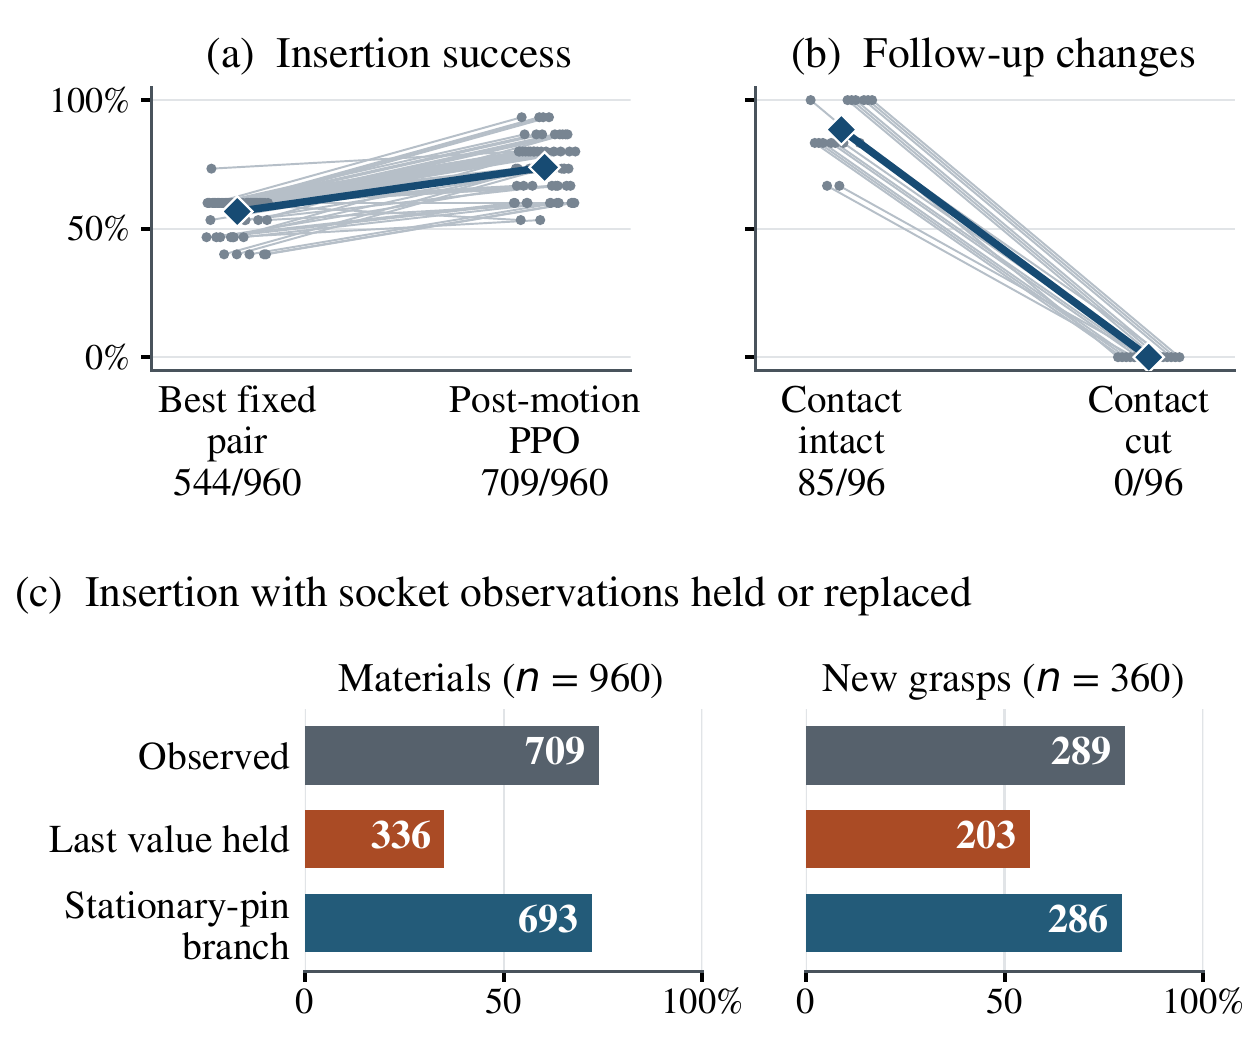 (a) Insertion success
(b) Follow-up changes
100%
50%
0%
Best fixed
pair
544/960
Post-motion
PPO
709/960
Contact
intact
85/96
Contact
cut
0/96
(c) Insertion with socket observations held or replaced
Materials (n = 960)
New grasps (n = 360)
Observed
709
289
Last value held
336
203
Stationary-pin
branch
693
286
0
50
100%
0
50
100%